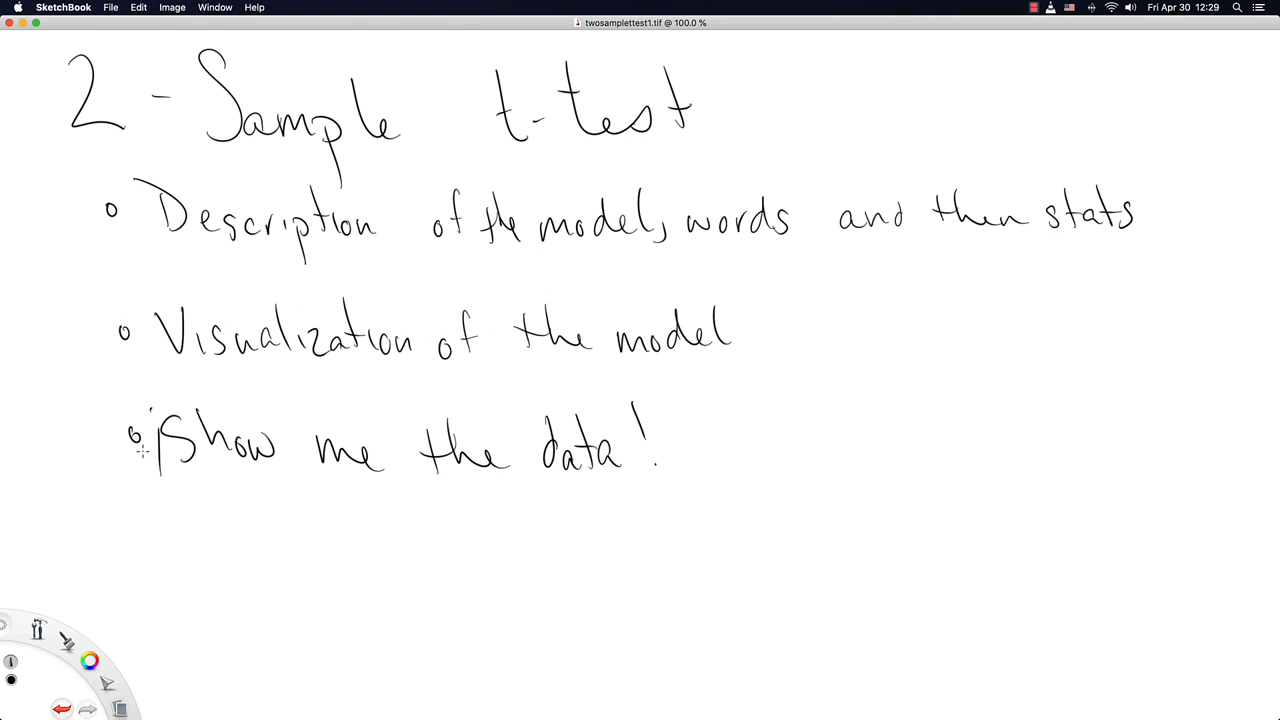 SketchBook File Edit Image Window Help Fri Apr 30 12:29
twosamplettest1.tif @ 100.0 %
2 - Sample t-test
Description of the model, words and then stats
Visualization of the model
¡Show me the data!